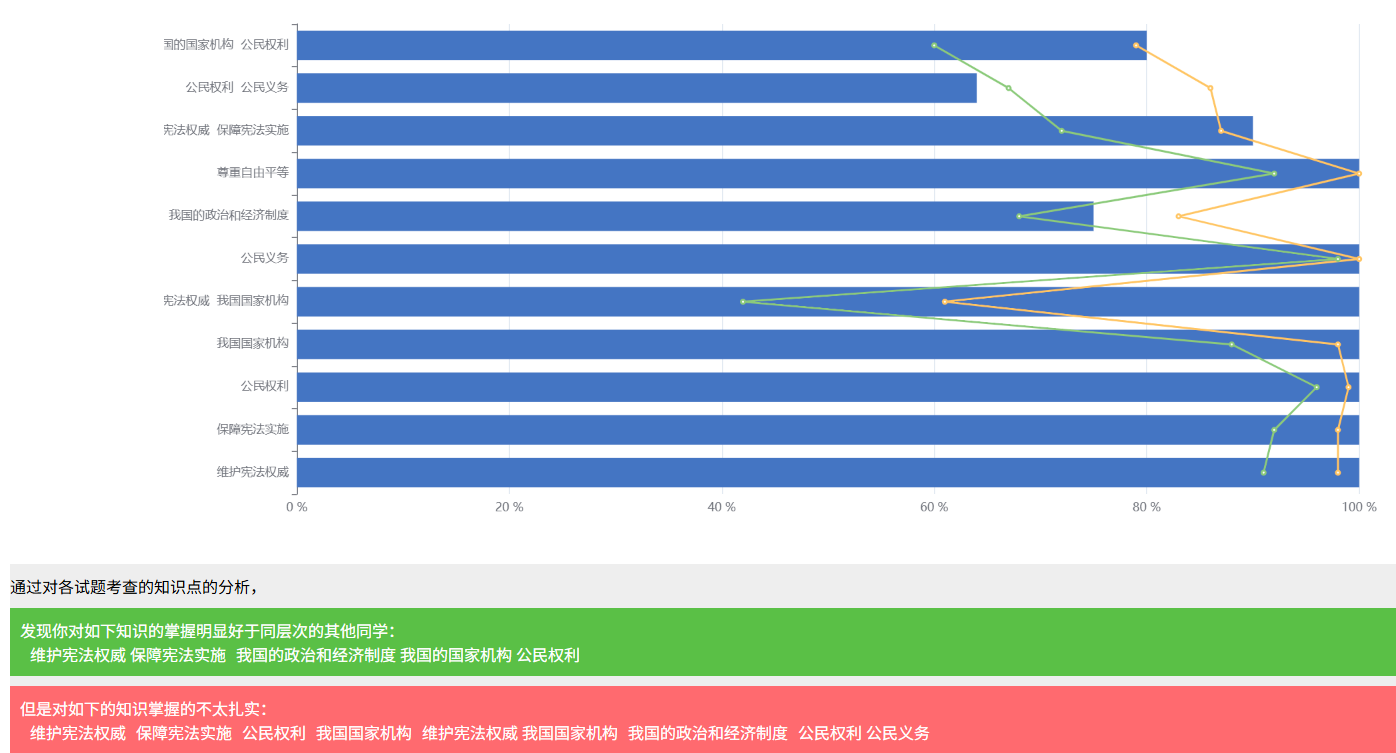 国的国家机构 公民权利
公民权利 公民义务
宪法权威 保障宪法实施
尊重自由平等
我国的政治和经济制度
公民义务
宪法权威 我国国家机构
我国国家机构
公民权利
保障宪法实施
维护宪法权威
0 % 20 % 40 % 60 % 80 % 100 %
通过对各试题考查的知识点的分析，
发现你对如下知识的掌握明显好于同层次的其他同学：
维护宪法权威 保障宪法实施 我国的政治和经济制度 我国的国家机构 公民权利
但是对如下的知识掌握的不太扎实：
维护宪法权威 保障宪法实施 公民权利 我国国家机构 维护宪法权威 我国国家机构 我国的政治和经济制度 公民权利 公民义务